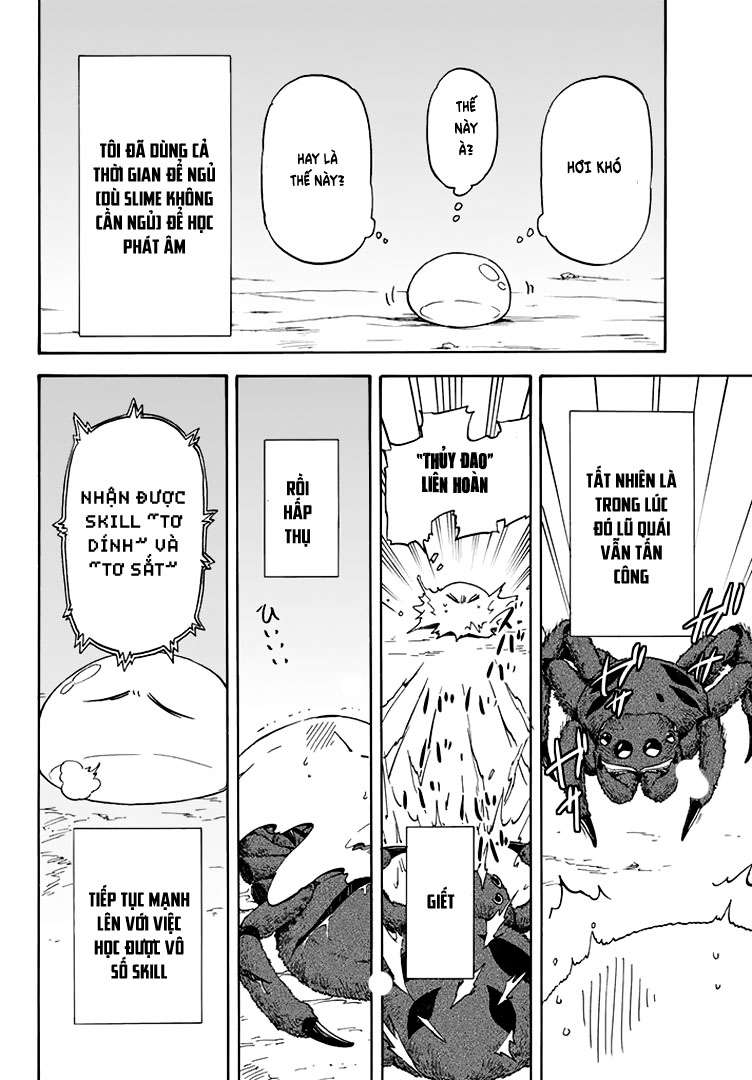 HƠI KHÓ
THẾ
NÀY
À?
HAY LÀ
THẾ NÀY?
TÔI ĐÃ DÙNG CẢ
THỜI GIAN ĐỂ NGỦ
(DÙ SLIME KHÔNG
CẦN NGỦ) ĐỂ HỌC
PHÁT ÂM
TẤT NHIÊN LÀ
TRONG LÚC
ĐÓ LŨ QUÁI
VẪN TẤN
CÔNG
"THỦY ĐAO"
LIÊN HOÀN
GIẾT
RỒI
HẤP
THỤ
ひ
NHẬN ĐƯỢC
SKILL "TƠ
DÍNH" VÀ
"TƠ SẮT"
TIẾP TỤC MẠNH
LÊN VỚI VIỆC
HỌC ĐƯỢC VÔ
SỐ SKILL